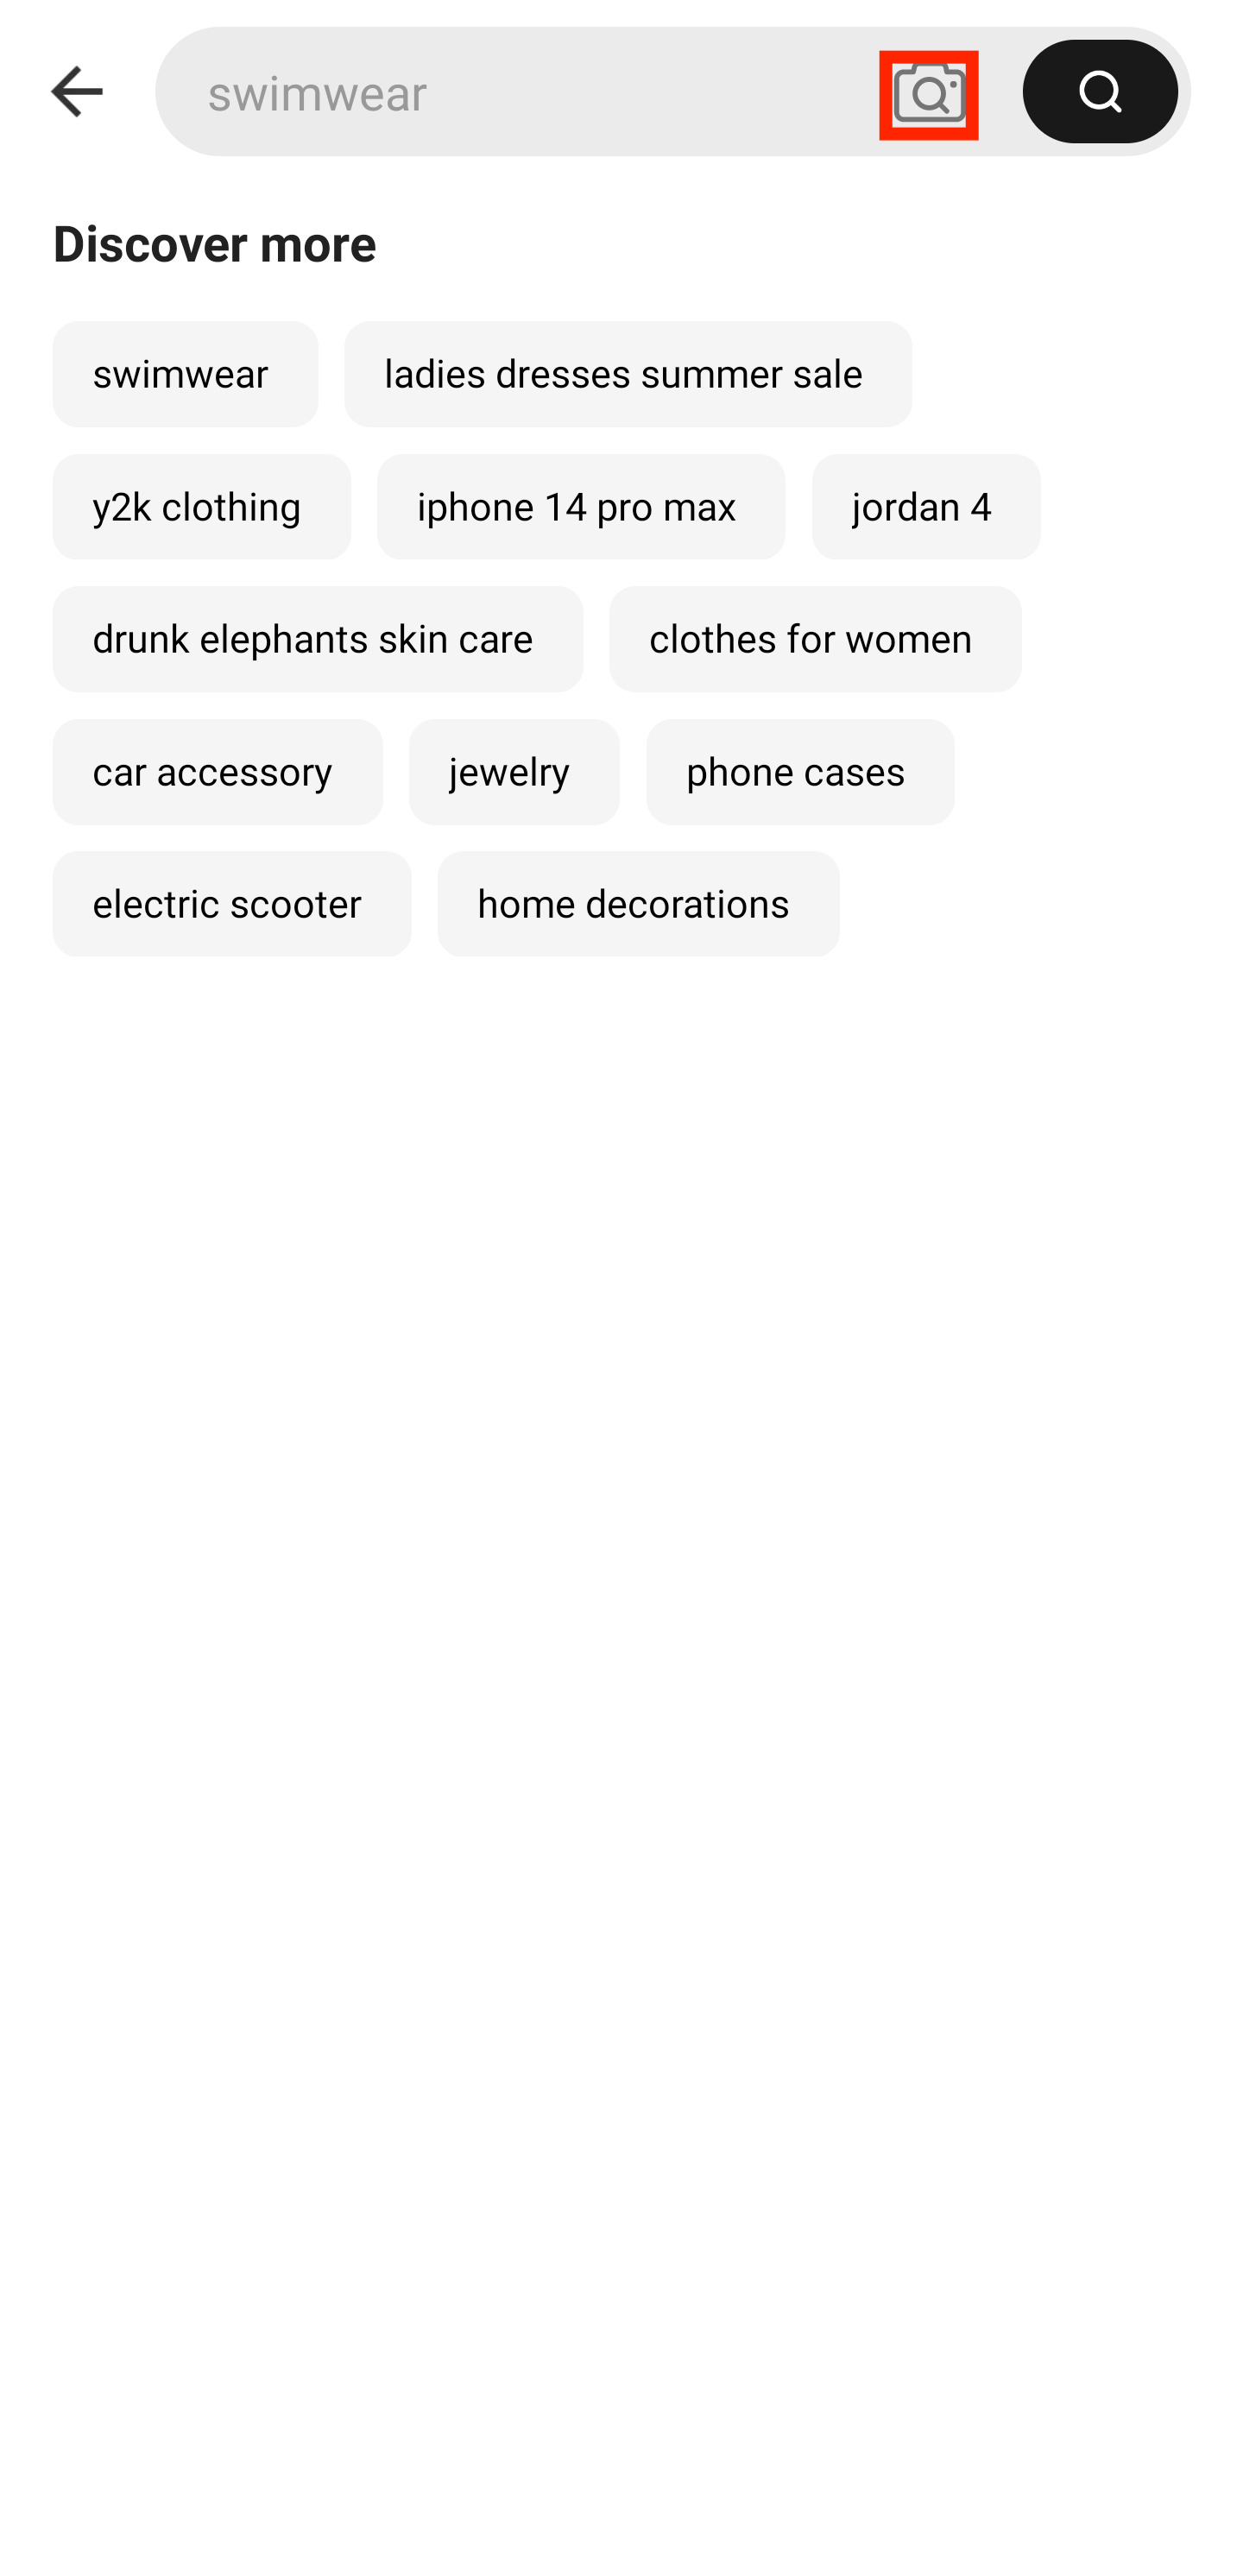 swimwear
Discover more
swimwear
ladies dresses summer sale
y2k clothing
iphone 14 pro max
jordan 4
drunk elephants skin care
clothes for women
car accessory
jewelry
phone cases
electric scooter
home decorations